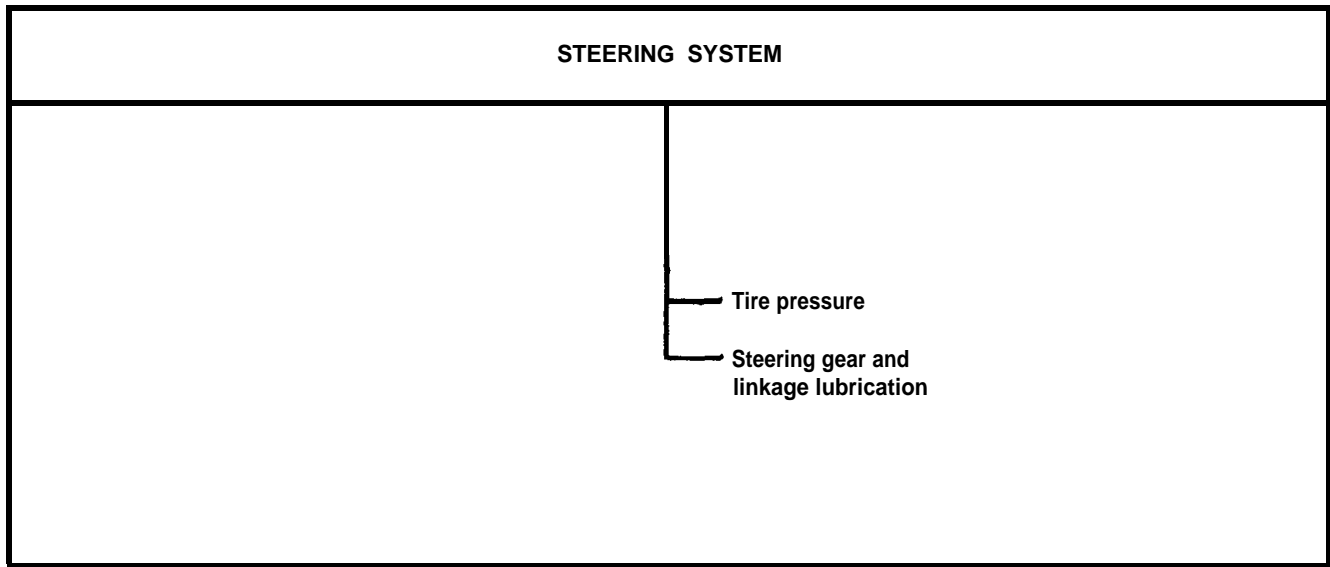 STEERING SYSTEM
Tire pressure
Steering gear and
linkage lubrication